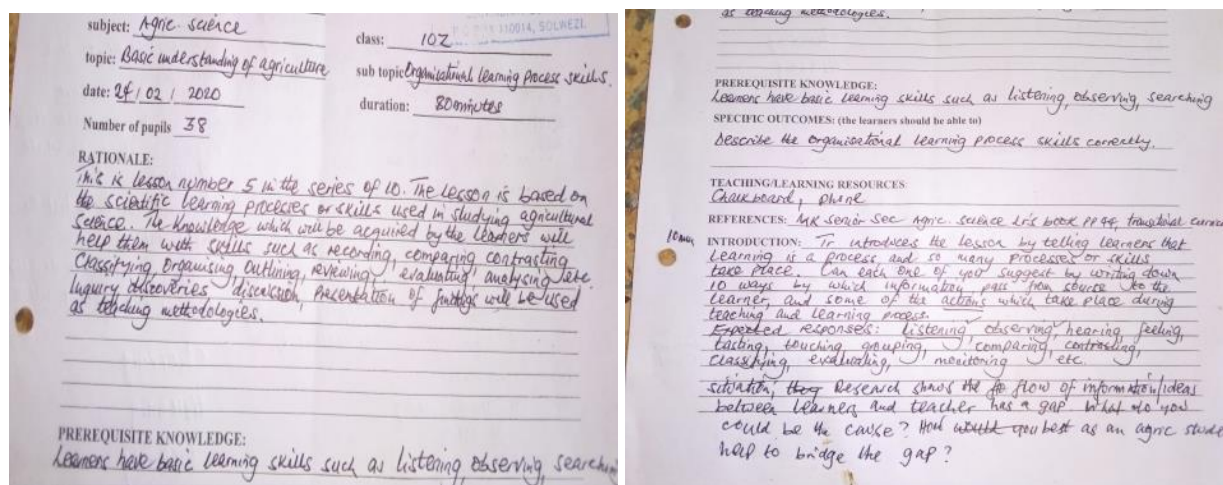 subject: Agric. science
class: 10Z
110014, SOLWEZI.
topic: Basic understanding of agriculture
sub topic Organisational learning process skills.
date: 24 / 02 / 2020
duration: 80 minutes
Number of pupils 38
RATIONALE:
This is lesson number 5 in the series of 10. The lesson is based on
the scientific learning processes or skills used in studying agricultural
science. The knowledge which will be acquired by the learners will
help them with skills such as recording, comparing contrasting
classifying, organising outlining, reviewing, evaluating, analysing etc.
Inquiry discoveries, discussion, presentation of findings will be used
as teaching methodologies.
PREREQUISITE KNOWLEDGE:
Learners have basic learning skills such as listening, observing, searching
as teaching methodologies.
PREREQUISITE KNOWLEDGE:
Learners have basic learning skills such as listening, observing, searching
SPECIFIC OUTCOMES: (the learners should be able to)
Describe the organisational learning process skills correctly.
TEACHING/LEARNING RESOURCES:
Chalkboard, phone
REFERENCES: MK Senior Sec Agric. science Lr's book pp 44, transitional
10 min
INTRODUCTION: Tr introduces the lesson by telling learners that
learning is a process and so many processes or skills
take place. Can each one of you suggest by writing down
10 ways by which information pass from source to the
learner, and some of the actions which take place during
teaching and learning process.
Expected responses: listening, observing, hearing, feeling,
tasting, touching, grouping, comparing contrasting,
classifying, evaluating, monitoring, etc.
situation, they Research shows the flow of information/ideas
between learner and teacher has a gap. What do you
could be the cause? How would you best as an agric
help to bridge the gap?